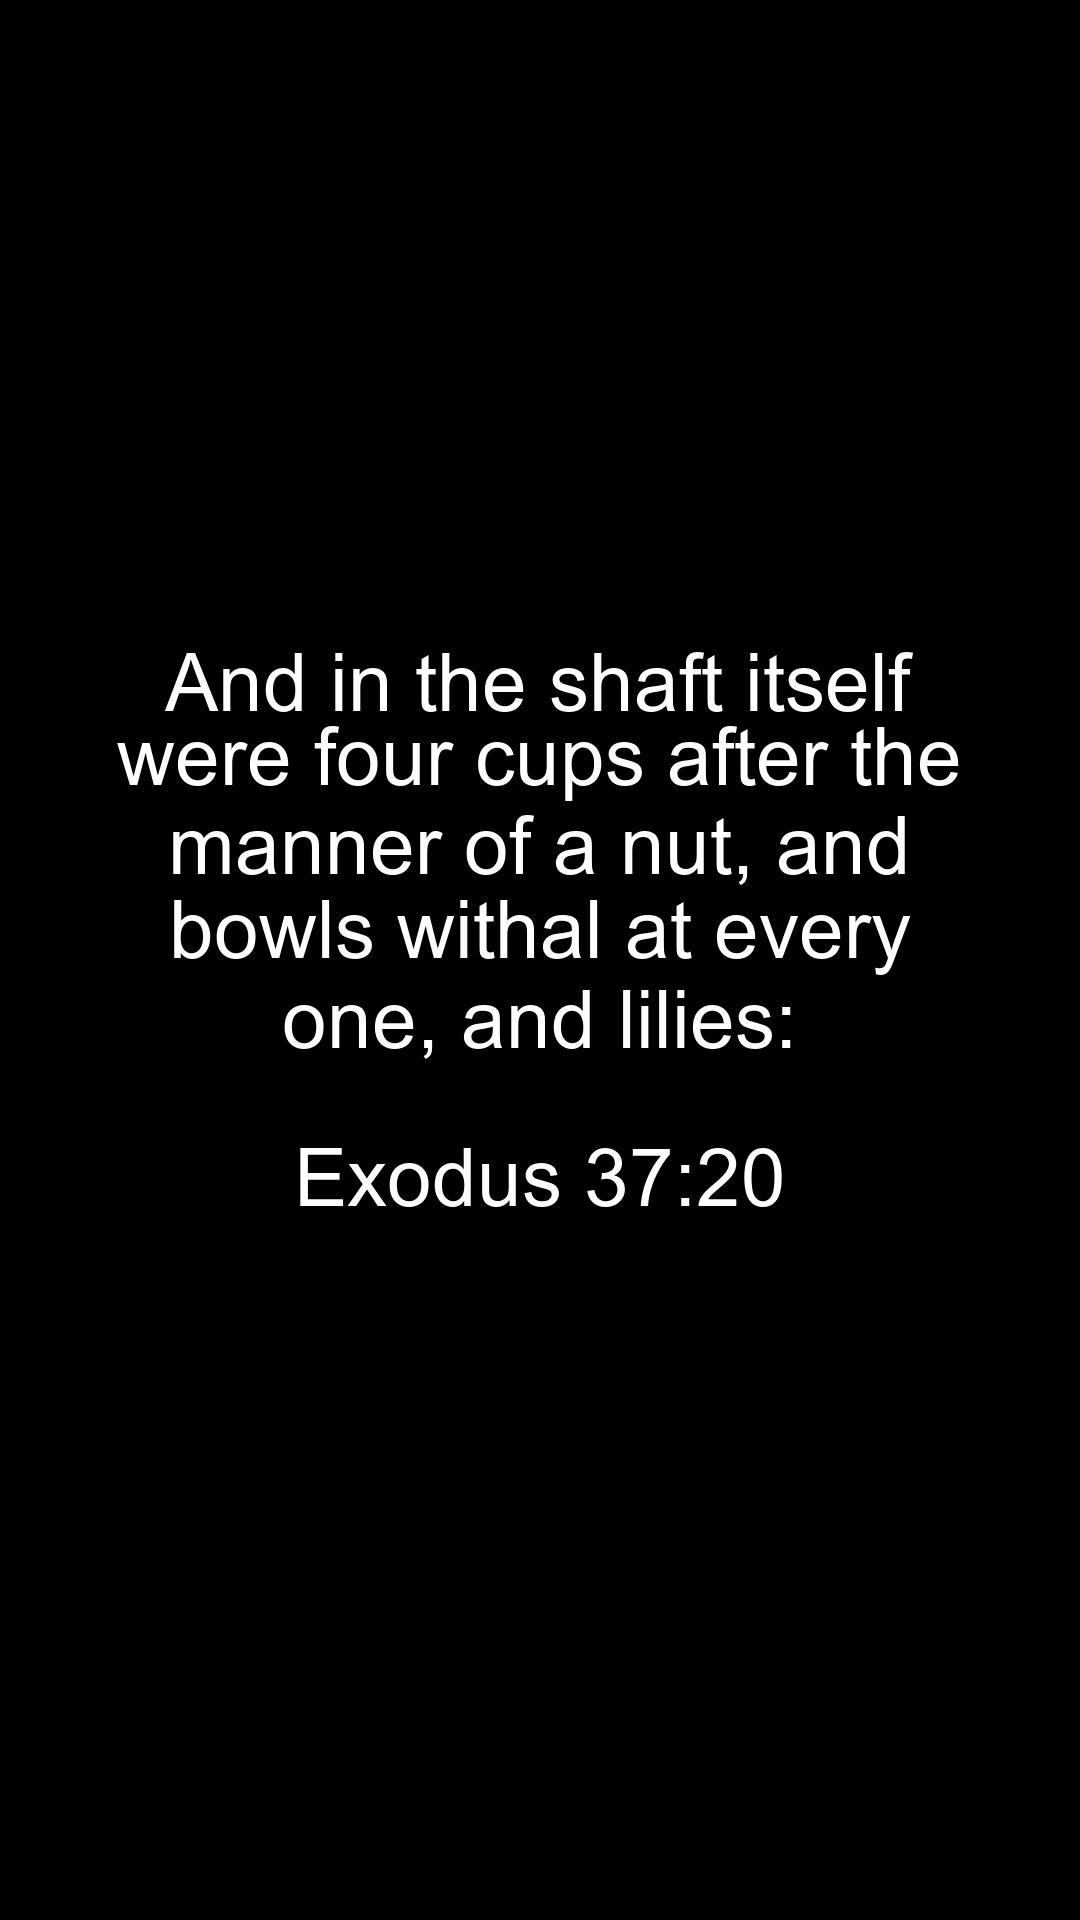 And in the shaft itself
were four cups after the
manner of a nut, and
bowls withal at every
one, and lilies:
Exodus 37:20